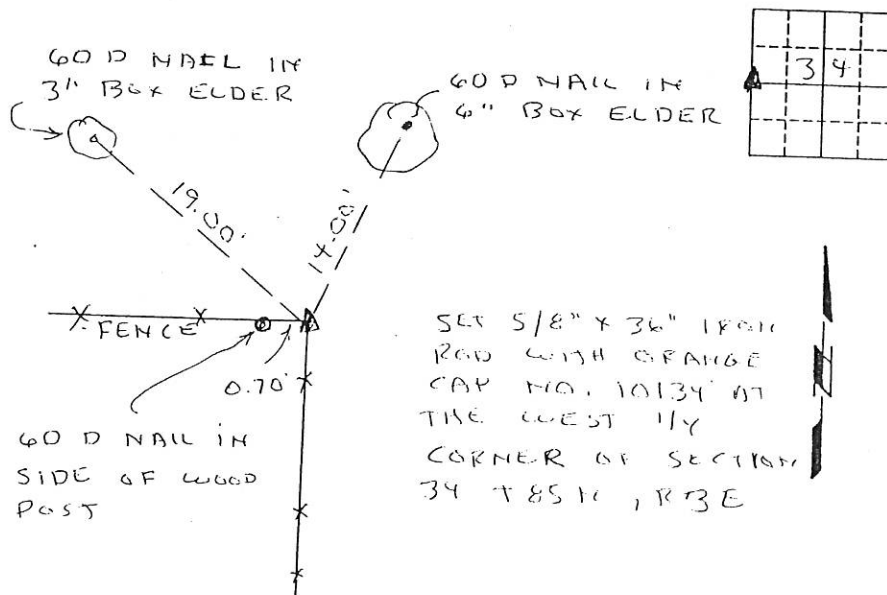 60 D NAIL IN
3" BOX ELDER
60 D NAIL IN
6" BOX ELDER
34
19.00'
14.00'
FENCE
0.70'
60 D NAIL IN
SIDE OF WOOD
POST
SET 5/8" X 36" IRON
ROD WITH ORANGE
CAP NO. 10134 AT
THE WEST 1/4
CORNER OF SECTION
34 T85N, R3E
N